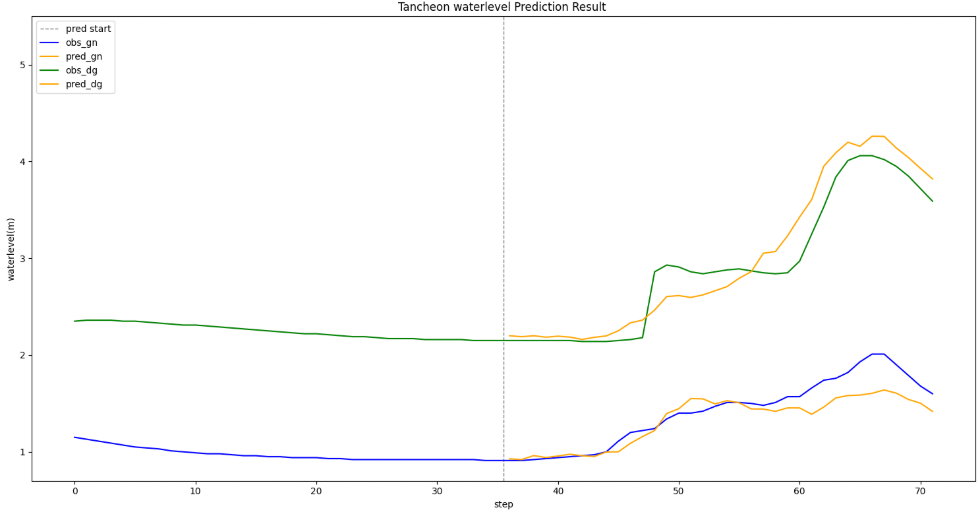 Tancheon waterlevel Prediction Result
pred start
obs_gn
pred_gn
obs_dg
pred_dg
waterlevel(m)
5
4
3
2
1
0 10 20 30 40 50 60 70
step